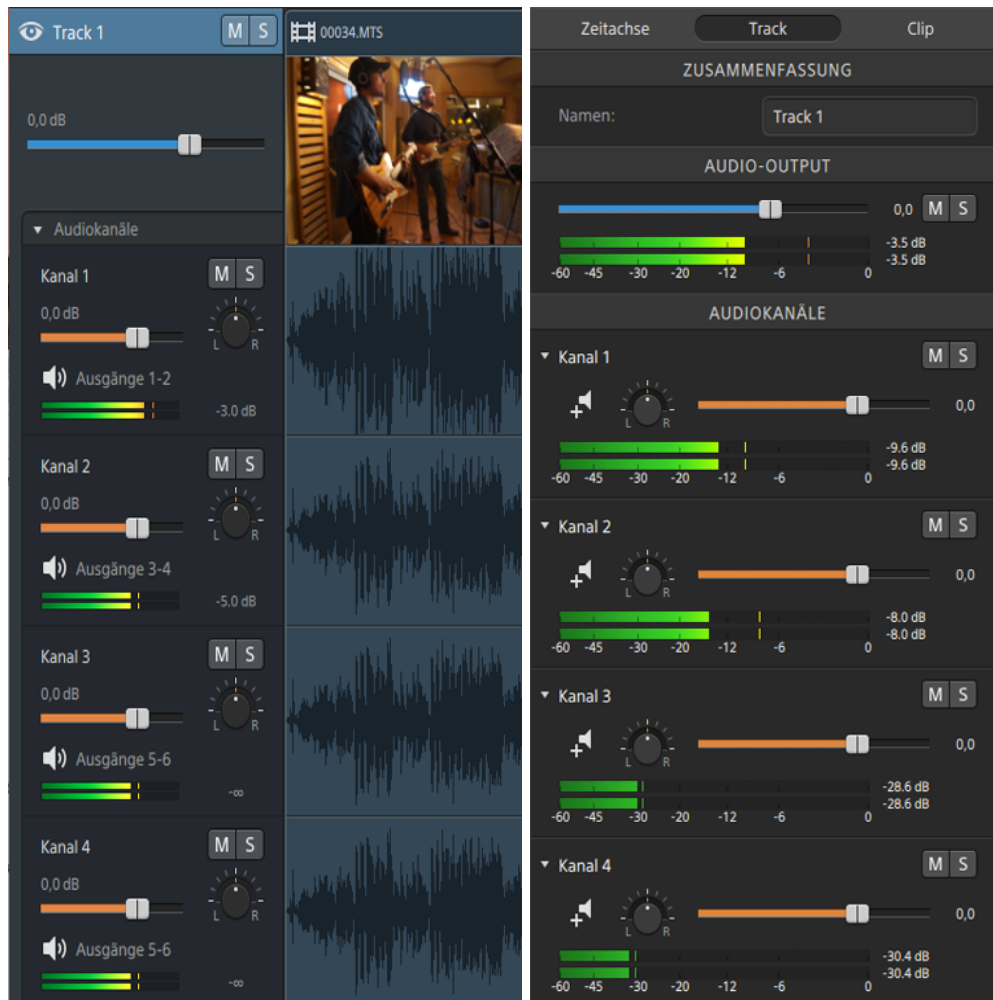 Track 1
M S
00034.MTS
0,0 dB
Audiokanäle
Kanal 1
M S
0,0 dB
L R
Ausgänge 1-2
-3.0 dB
Kanal 2
M S
0,0 dB
L R
Ausgänge 3-4
-5.0 dB
Kanal 3
M S
0,0 dB
L R
Ausgänge 5-6
-∞
Kanal 4
M S
0,0 dB
L R
Ausgänge 5-6
-∞
Zeitachse Track Clip
ZUSAMMENFASSUNG
Namen: Track 1
AUDIO-OUTPUT
0,0 M S
-3.5 dB
-3.5 dB
-60 -45 -30 -20 -12 -6 0
AUDIOKANÄLE
Kanal 1 M S
0,0
L R
-9.6 dB
-9.6 dB
-60 -45 -30 -20 -12 -6 0
Kanal 2 M S
0,0
L R
-8.0 dB
-8.0 dB
-60 -45 -30 -20 -12 -6 0
Kanal 3 M S
0,0
L R
-28.6 dB
-28.6 dB
-60 -45 -30 -20 -12 -6 0
Kanal 4 M S
0,0
L R
-30.4 dB
-30.4 dB
-60 -45 -30 -20 -12 -6 0